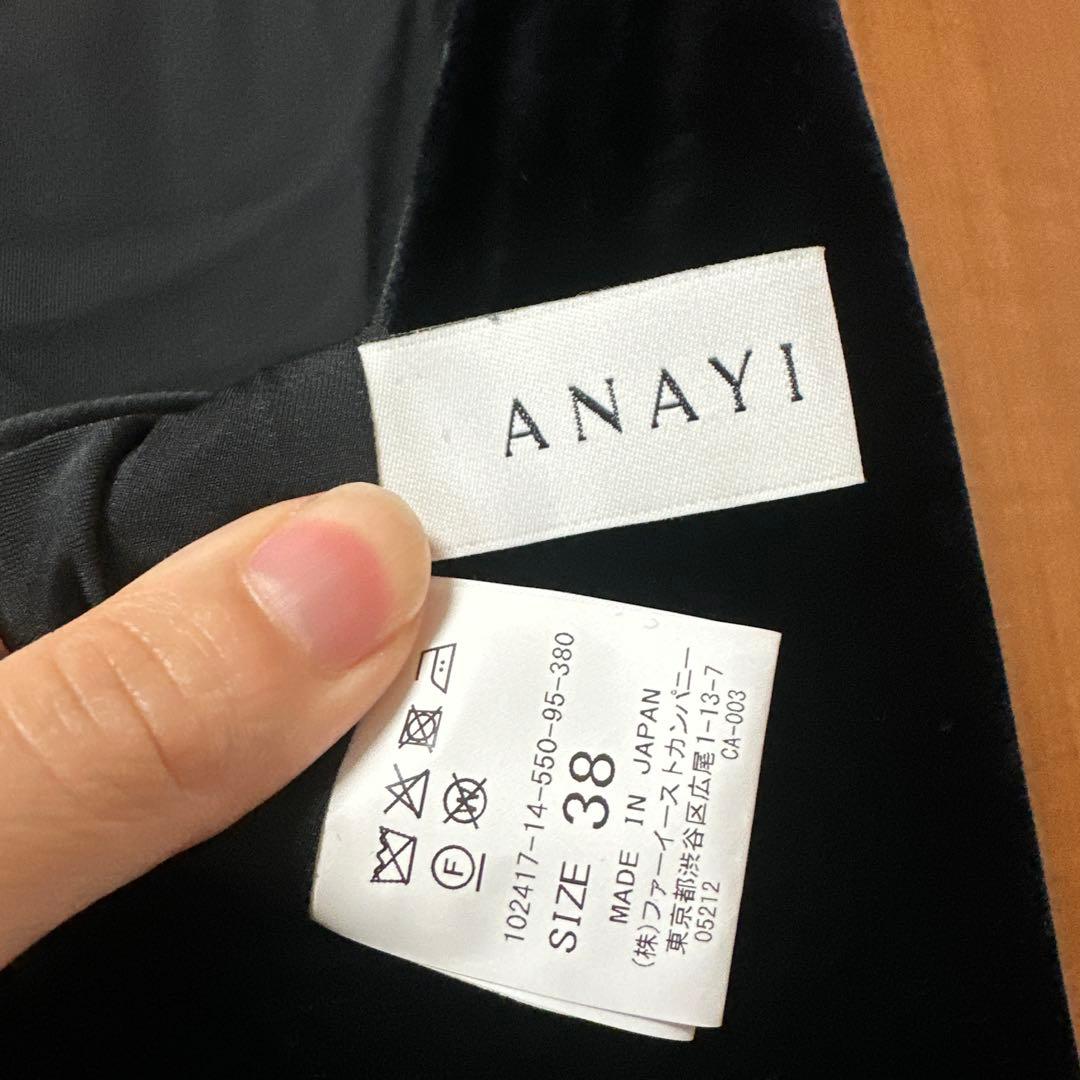 ANAYI
F
W
102417-14-550-95-380
SIZE 38
MADE IN JAPAN
(株)ファーイーストカンパニー
東京都渋谷区広尾1-13-7
05212 CA-003